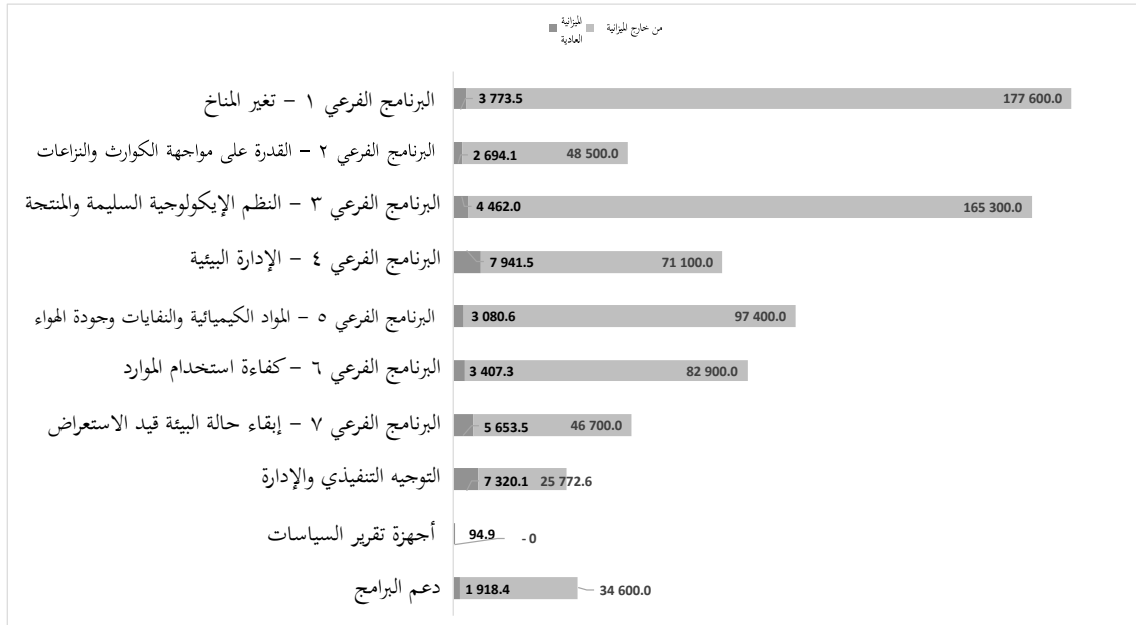 الميزانية العادية
من خارج الميزانية
البرنامج الفرعي ١ – تغير المناخ
3 773.5
177 600.0
البرنامج الفرعي ٢ – القدرة على مواجهة الكوارث والنزاعات
2 694.1
48 500.0
البرنامج الفرعي ٣ – النظم الإيكولوجية السليمة والمنتجة
4 462.0
165 300.0
البرنامج الفرعي ٤ – الإدارة البيئية
7 941.5
71 100.0
البرنامج الفرعي ٥ – المواد الكيميائية والنفايات وجودة الهواء
3 080.6
97 400.0
البرنامج الفرعي ٦ – كفاءة استخدام الموارد
3 407.3
82 900.0
البرنامج الفرعي ٧ – إبقاء حالة البيئة قيد الاستعراض
5 653.5
46 700.0
التوجيه التنفيذي والإدارة
7 320.1
25 772.6
أجهزة تقرير السياسات
94.9
- 0
دعم البرامج
1 918.4
34 600.0